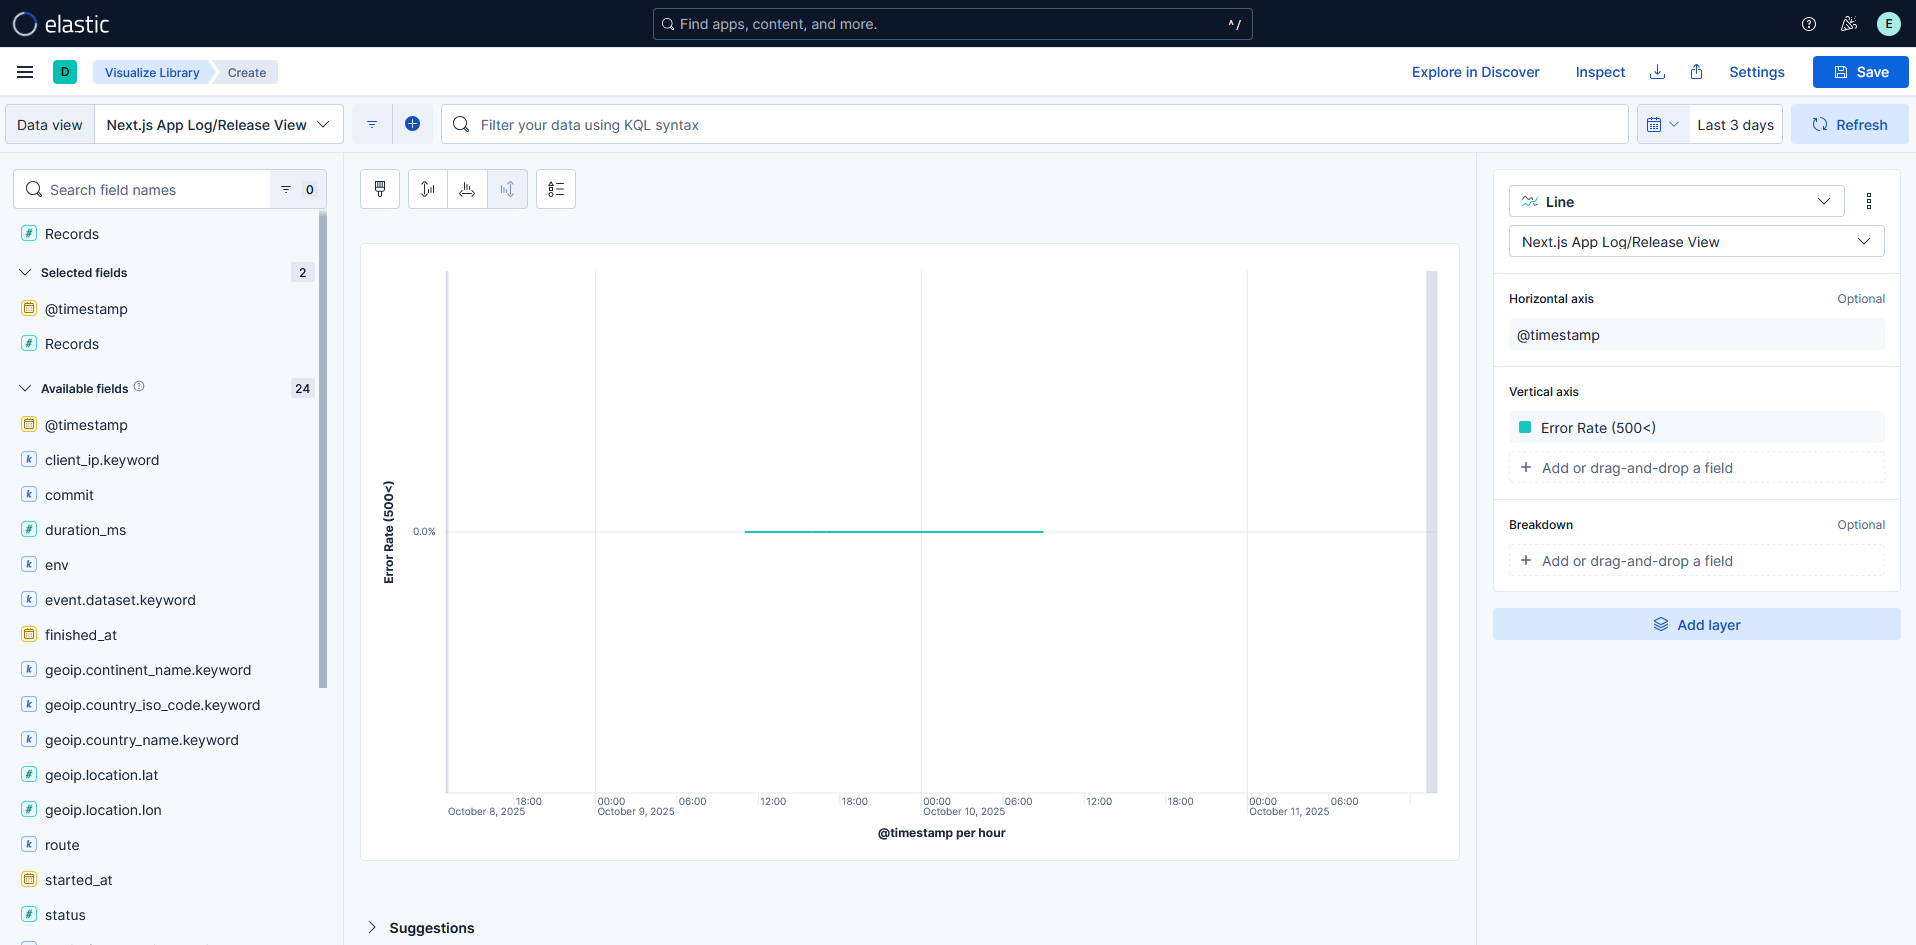 elastic
Find apps, content, and more.
^ /
E
D
Visualize Library
Create
Explore in Discover
Inspect
Settings
Save
Data view
Next.js App Log/Release View
Filter your data using KQL syntax
Last 3 days
Refresh
Search field names
0
# Records
Selected fields
2
@timestamp
# Records
Available fields
24
@timestamp
k client_ip.keyword
k commit
# duration_ms
k env
k event.dataset.keyword
finished_at
k geoip.continent_name.keyword
k geoip.country_iso_code.keyword
k geoip.country_name.keyword
# geoip.location.lat
# geoip.location.lon
k route
started_at
# status
Error Rate (500<)
0.0%
18:00
00:00
06:00
12:00
18:00
00:00
06:00
12:00
18:00
00:00
06:00
October 8, 2025
October 9, 2025
October 10, 2025
October 11, 2025
@timestamp per hour
Suggestions
Line
Next.js App Log/Release View
Horizontal axis
Optional
@timestamp
Vertical axis
Error Rate (500<)
+ Add or drag-and-drop a field
Breakdown
Optional
+ Add or drag-and-drop a field
Add layer